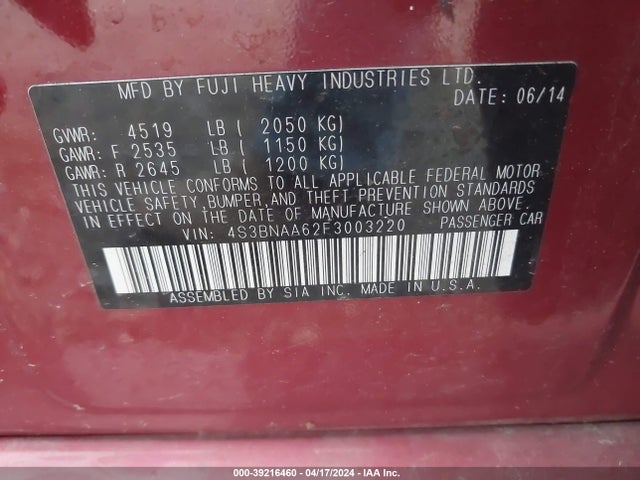 MFD BY FUJI HEAVY INDUSTRIES LTD.
DATE: 06/14
GVWR: 4519 LB ( 2050 KG)
GAWR: F 2535 LB ( 1150 KG)
GAWR: R 2645 LB ( 1200 KG)
THIS VEHICLE CONFORMS TO ALL APPLICABLE FEDERAL MOTOR
VEHICLE SAFETY, BUMPER, AND THEFT PREVENTION STANDARDS
IN EFFECT ON THE DATE OF MANUFACTURE SHOWN ABOVE.
VIN: 4S3BNAA62F3003220 PASSENGER CAR
ASSEMBLED BY SIA INC. MADE IN U.S.A.
000-39216460 - 04/17/2024 - IAA Inc.